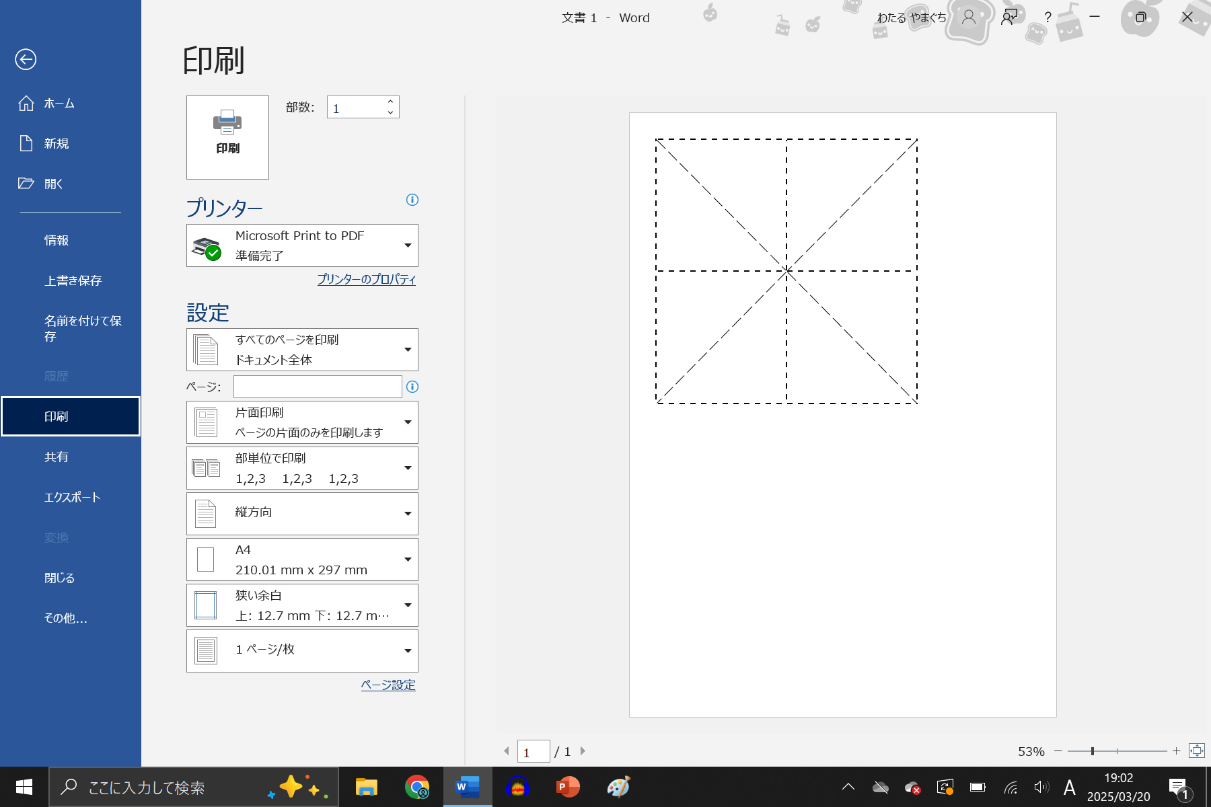 文書 1 - Word
わたる やまぐち
?
印刷
ホーム
新規
開く
情報
上書き保存
名前を付けて保
存
履歴
印刷
共有
エクスポート
変換
閉じる
その他...
印刷
部数:
1
プリンター
Microsoft Print to PDF
準備完了
プリンターのプロパティ
設定
すべてのページを印刷
ドキュメント全体
ページ:
片面印刷
ページの片面のみを印刷します
部単位で印刷
1,2,3 1,2,3 1,2,3
縦方向
A4
210.01 mm x 297 mm
狭い余白
上: 12.7 mm 下: 12.7 m…
1 ページ/枚
ページ設定
1 / 1
53%
ここに入力して検索
A
19:02
2025/03/20
1